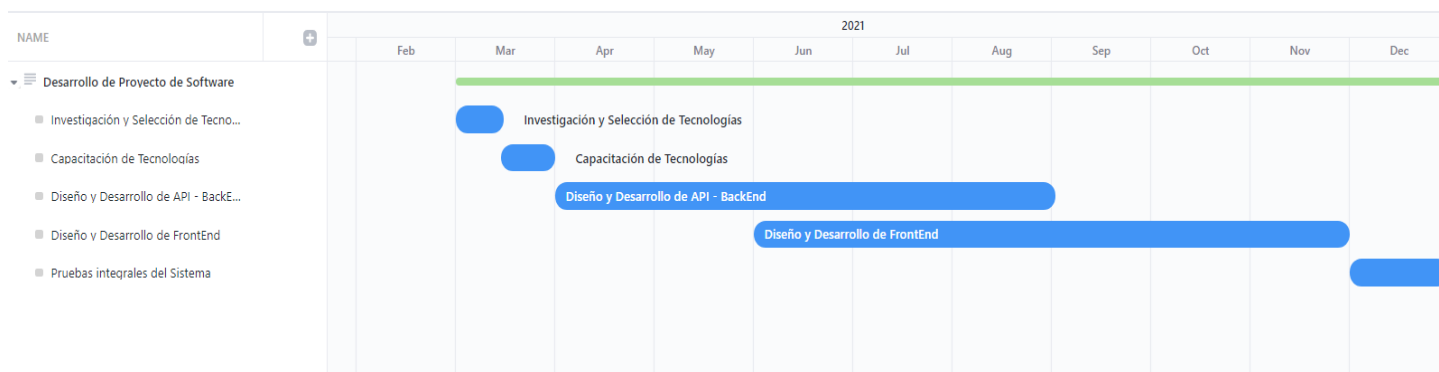 2021
NAME
Feb Mar Apr May Jun Jul Aug Sep Oct Nov Dec
Desarrollo de Proyecto de Software
Investigación y Selección de Tecno... Investigación y Selección de Tecnologías
Capacitación de Tecnologías Capacitación de Tecnologías
Diseño y Desarrollo de API - BackE... Diseño y Desarrollo de API - BackEnd
Diseño y Desarrollo de FrontEnd Diseño y Desarrollo de FrontEnd
Pruebas integrales del Sistema